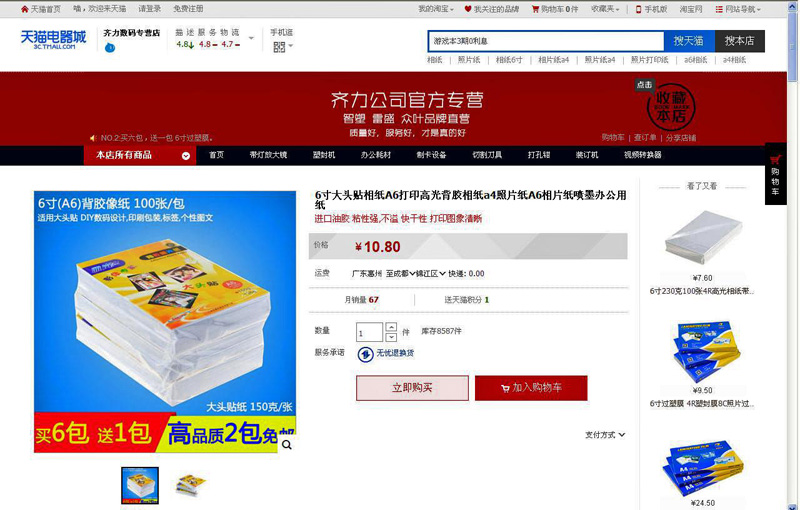 天猫首页 喵，欢迎来天猫 请登录 免费注册 我的淘宝 我关注的品牌 购物车0件 收藏夹 手机版 淘宝网 网站导航
天猫电器城
3C.TMALL.COM
齐力数码专营店
描 述 服 务 物 流
4.8 4.8 4.7
手机逛
游戏本3期0利息
搜天猫 搜本店
相纸 照片纸 相纸6寸 相片纸a4 照片纸a4 照片打印纸 a6相纸 a4相纸
齐力公司官方专营
智塑 雷盛 众叶品牌直营
质量好，服务好，才是真的好
点击
收藏
本店
NO.2:买六包，送一包 6寸过塑膜，
购物车 查订单 分享店铺
本店所有商品 首页 带灯放大镜 塑封机 办公耗材 制卡设备 切割刀具 打孔钳 装订机 视频转换器
购物车
6寸(A6)背胶像纸 100张/包
适用大头贴 DIY数码设计,印刷包装,标签,个性图文
大头贴
大头贴纸 150克/张
买6包 送1包 高品质2包免邮
6寸大头贴相纸A6打印高光背胶相纸a4照片纸A6相片纸喷墨办公用
纸
进口油胶 粘性强,不溢 快干性 打印图象清晰
价格 ¥10.80
运费 广东惠州 至成都 锦江区 快递: 0.00
月销量 67 送天猫积分 1
数量 1 件 库存8587件
服务承诺 无忧退换货
立即购买 加入购物车
支付方式
看了又看
¥7.60
6寸230克100张4R高光相纸带..
¥9.50
6寸过塑膜 4R塑封膜8C照片过...
¥24.50